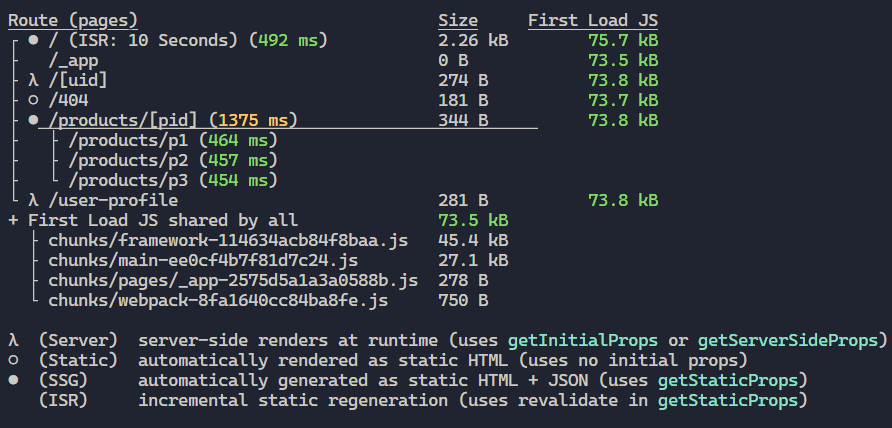 Route (pages) Size First Load JS
┌ ● / (ISR: 10 Seconds) (492 ms) 2.26 kB 75.7 kB
├   /_app 0 B 73.5 kB
├ λ /[uid] 274 B 73.8 kB
├ ○ /404 181 B 73.7 kB
├ ● /products/[pid] (1375 ms) 344 B 73.8 kB
├   ├ /products/p1 (464 ms)
├   ├ /products/p2 (457 ms)
├   └ /products/p3 (454 ms)
└ λ /user-profile 281 B 73.8 kB
+ First Load JS shared by all 73.5 kB
  ├ chunks/framework-114634acb84f8baa.js 45.4 kB
  ├ chunks/main-ee0cf4b7f81d7c24.js 27.1 kB
  ├ chunks/pages/_app-2575d5a1a3a0588b.js 278 B
  └ chunks/webpack-8fa1640cc84ba8fe.js 750 B
λ (Server) server-side renders at runtime (uses getInitialProps or getServerSideProps)
○ (Static) automatically rendered as static HTML (uses no initial props)
● (SSG) automatically generated as static HTML + JSON (uses getStaticProps)
(ISR) incremental static regeneration (uses revalidate in getStaticProps)